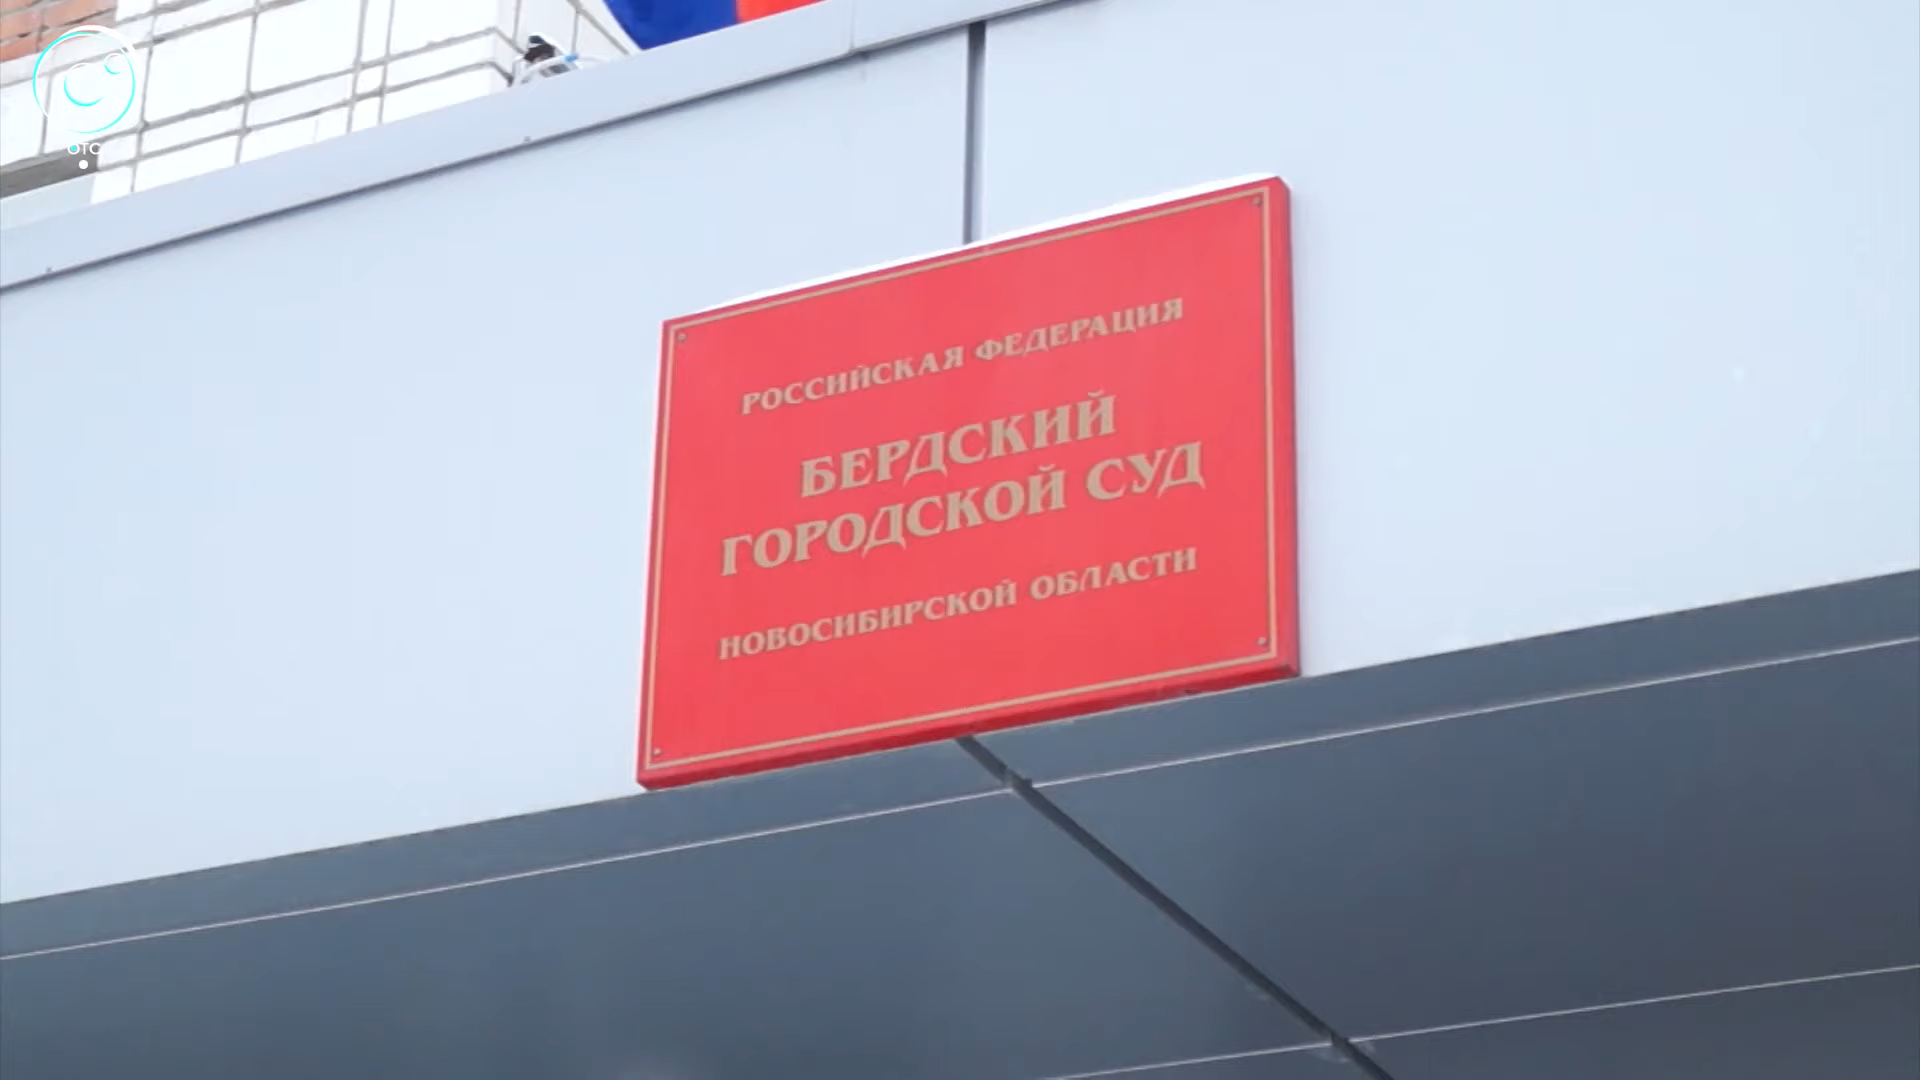 ОТС
РОССИЙСКАЯ ФЕДЕРАЦИЯ
БЕРДСКИЙ
ГОРОДСКОЙ СУД
НОВОСИБИРСКОЙ ОБЛАСТИ